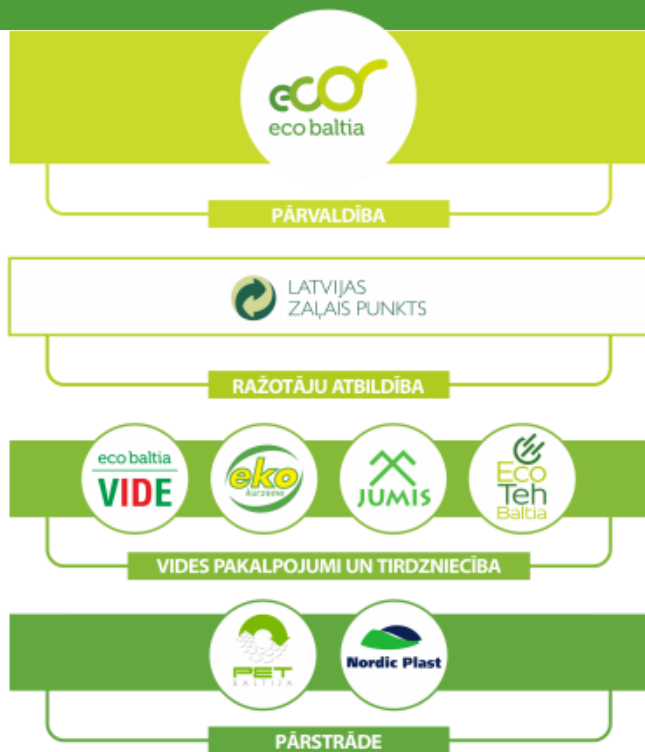 eco
eco baltia
PĀRVALDĪBA
LATVIJAS
ZAĻAIS PUNKTS
RAŽOTĀJU ATBILDĪBA
eco baltia
VIDE
eko
kurzeme
JUMIS
Eco
Teh
Baltia
VIDES PAKALPOJUMI UN TIRDZNIECĪBA
PET
BALTIJA
Nordic Plast
PĀRSTRĀDE